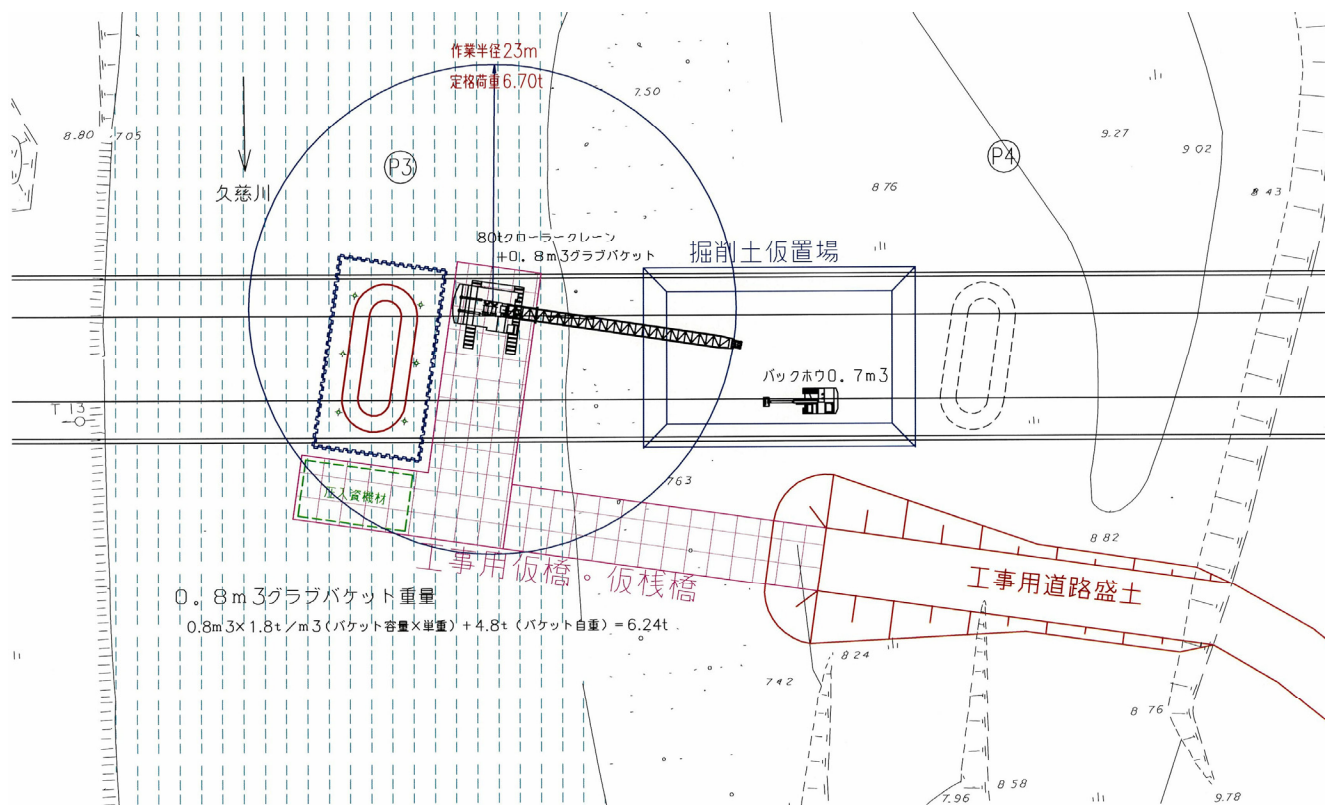 作業半径23m
定格荷重6.70t
7.50
8.80
7.05
P3
P4
9.27
9 02
8 43
8 76
久慈川
80tクローラークレーン
+0.8m3グラブバケット
掘削土仮置場
バックホウ0.7m3
T 13
763
圧入資機材
工事用仮橋・仮桟橋
8 82
工事用道路盛土
0.8m3グラブバケット重量
0.8m3×1.8t/m3(バケット容量×単重)+4.8t(バケット自重)=6.24t
8 24
7.42
8 76
7.96
8 58
9.78